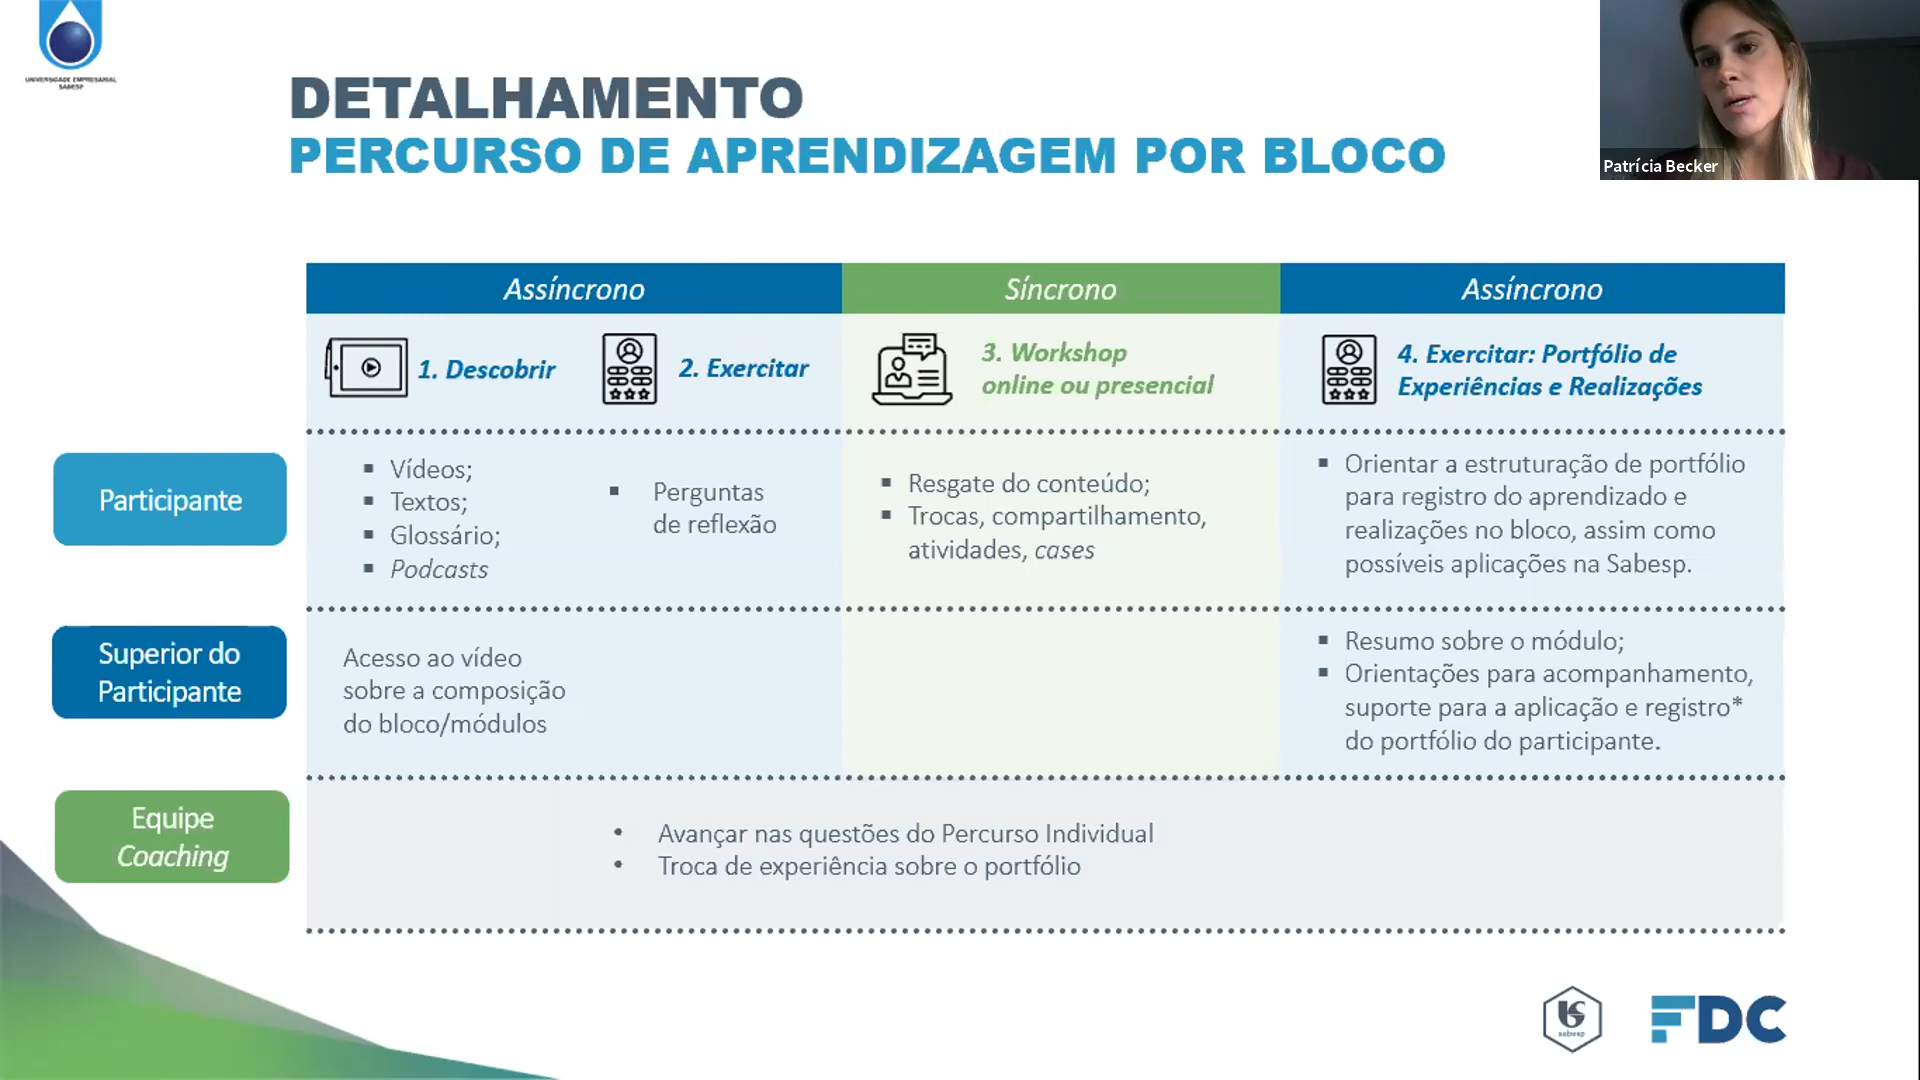 UNIVERSIDADE EMPRESARIAL
SABESP
DETALHAMENTO
PERCURSO DE APRENDIZAGEM POR BLOCO
Patrícia Becker
Assíncrono
Síncrono
Assíncrono
1. Descobrir
2. Exercitar
3. Workshop
online ou presencial
4. Exercitar: Portfólio de
Experiências e Realizações
Participante
▪ Vídeos;
▪ Textos;
▪ Glossário;
▪ Podcasts
▪ Perguntas
de reflexão
▪ Resgate do conteúdo;
▪ Trocas, compartilhamento,
atividades, cases
▪ Orientar a estruturação de portfólio
para registro do aprendizado e
realizações no bloco, assim como
possíveis aplicações na Sabesp.
Superior do
Participante
Acesso ao vídeo
sobre a composição
do bloco/módulos
▪ Resumo sobre o módulo;
▪ Orientações para acompanhamento,
suporte para a aplicação e registro*
do portfólio do participante.
Equipe
Coaching
• Avançar nas questões do Percurso Individual
• Troca de experiência sobre o portfólio
sabesp
FDC